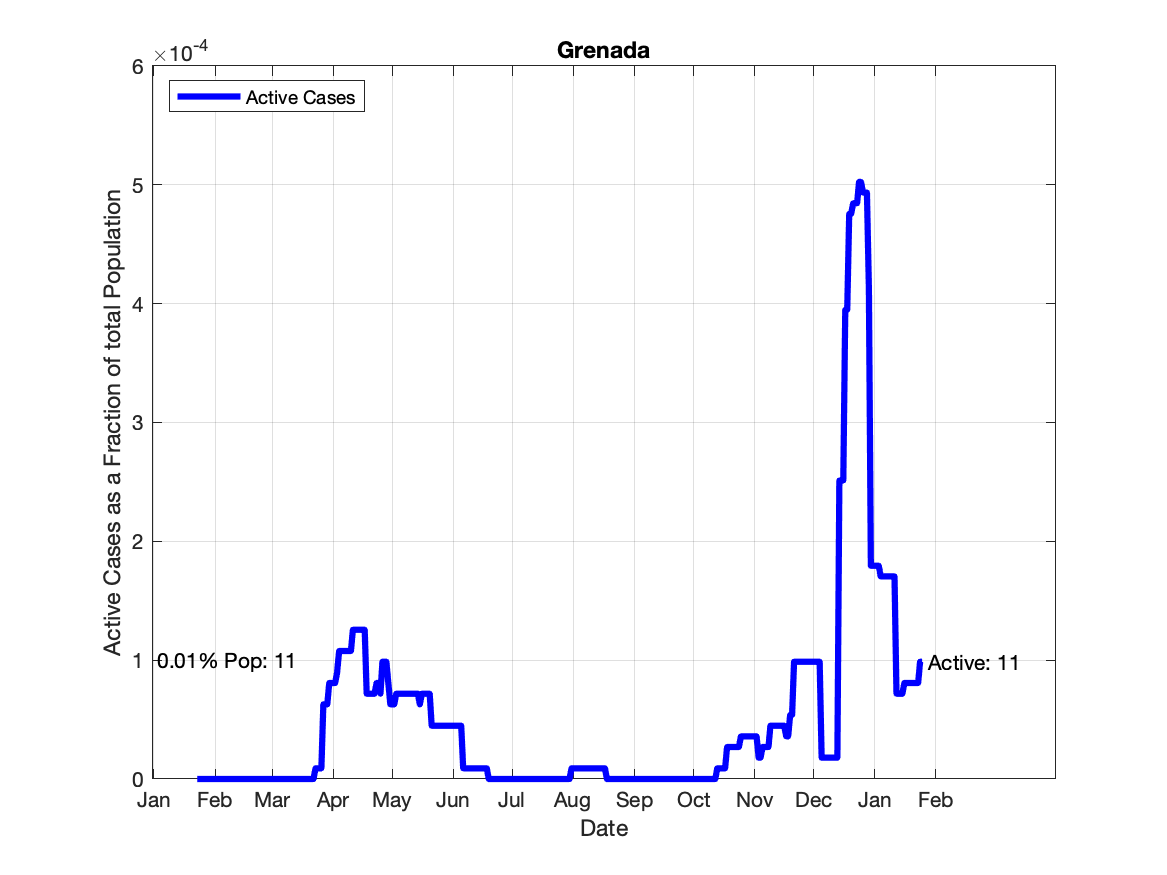 Grenada
×10-4
Active Cases
6
5
4
3
2
1
0
Active Cases as a Fraction of total Population
0.01% Pop: 11
Active: 11
Jan Feb Mar Apr May Jun Jul Aug Sep Oct Nov Dec Jan Feb
Date